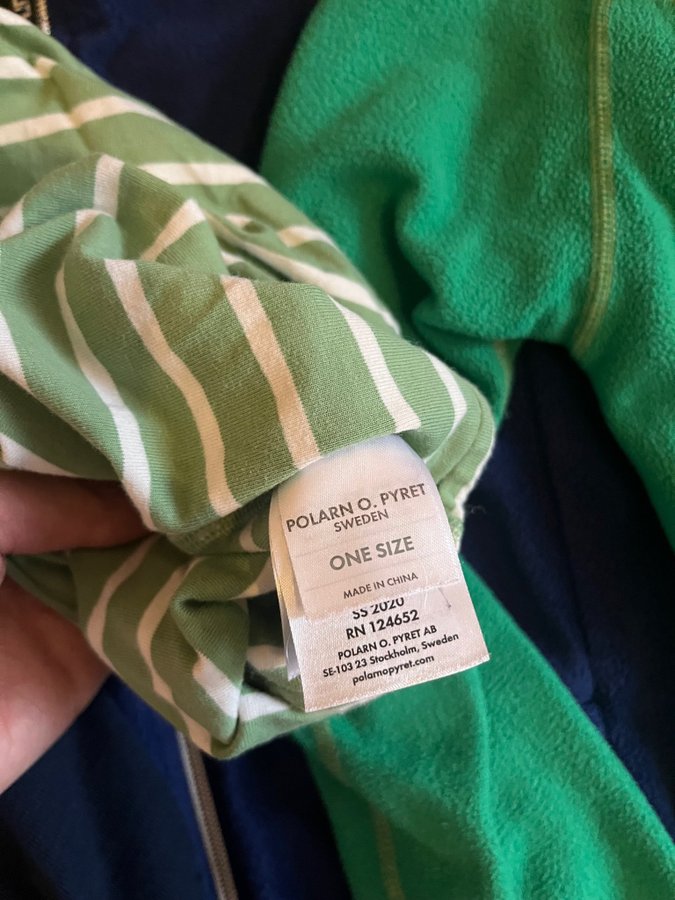 POLARN O. PYRET
SWEDEN
ONE SIZE
MADE IN CHINA
SS 2020
RN 124652
POLARN O. PYRET AB
SE-103 23 Stockholm, Sweden
polarnopyret.com